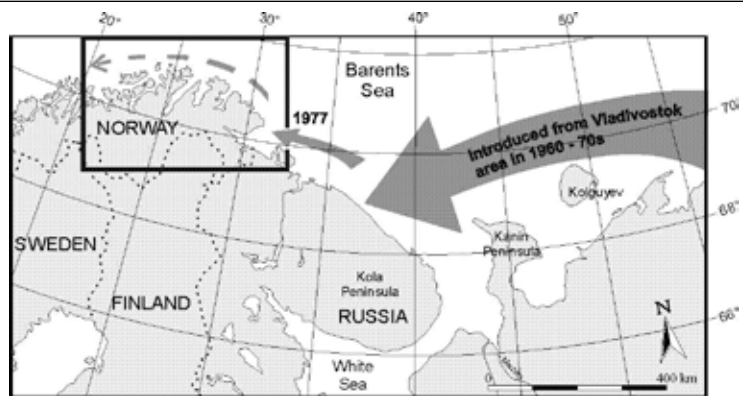 20°
30°
40°
50°
Barents
Sea
1977
70°
NORWAY
Introduced from Vladivostok
area in 1960 - 70s
Kolguyev
68°
SWEDEN
Kanin
Peninsula
Kola
Peninsula
FINLAND
RUSSIA
N
66°
White
Sea
0
400 km